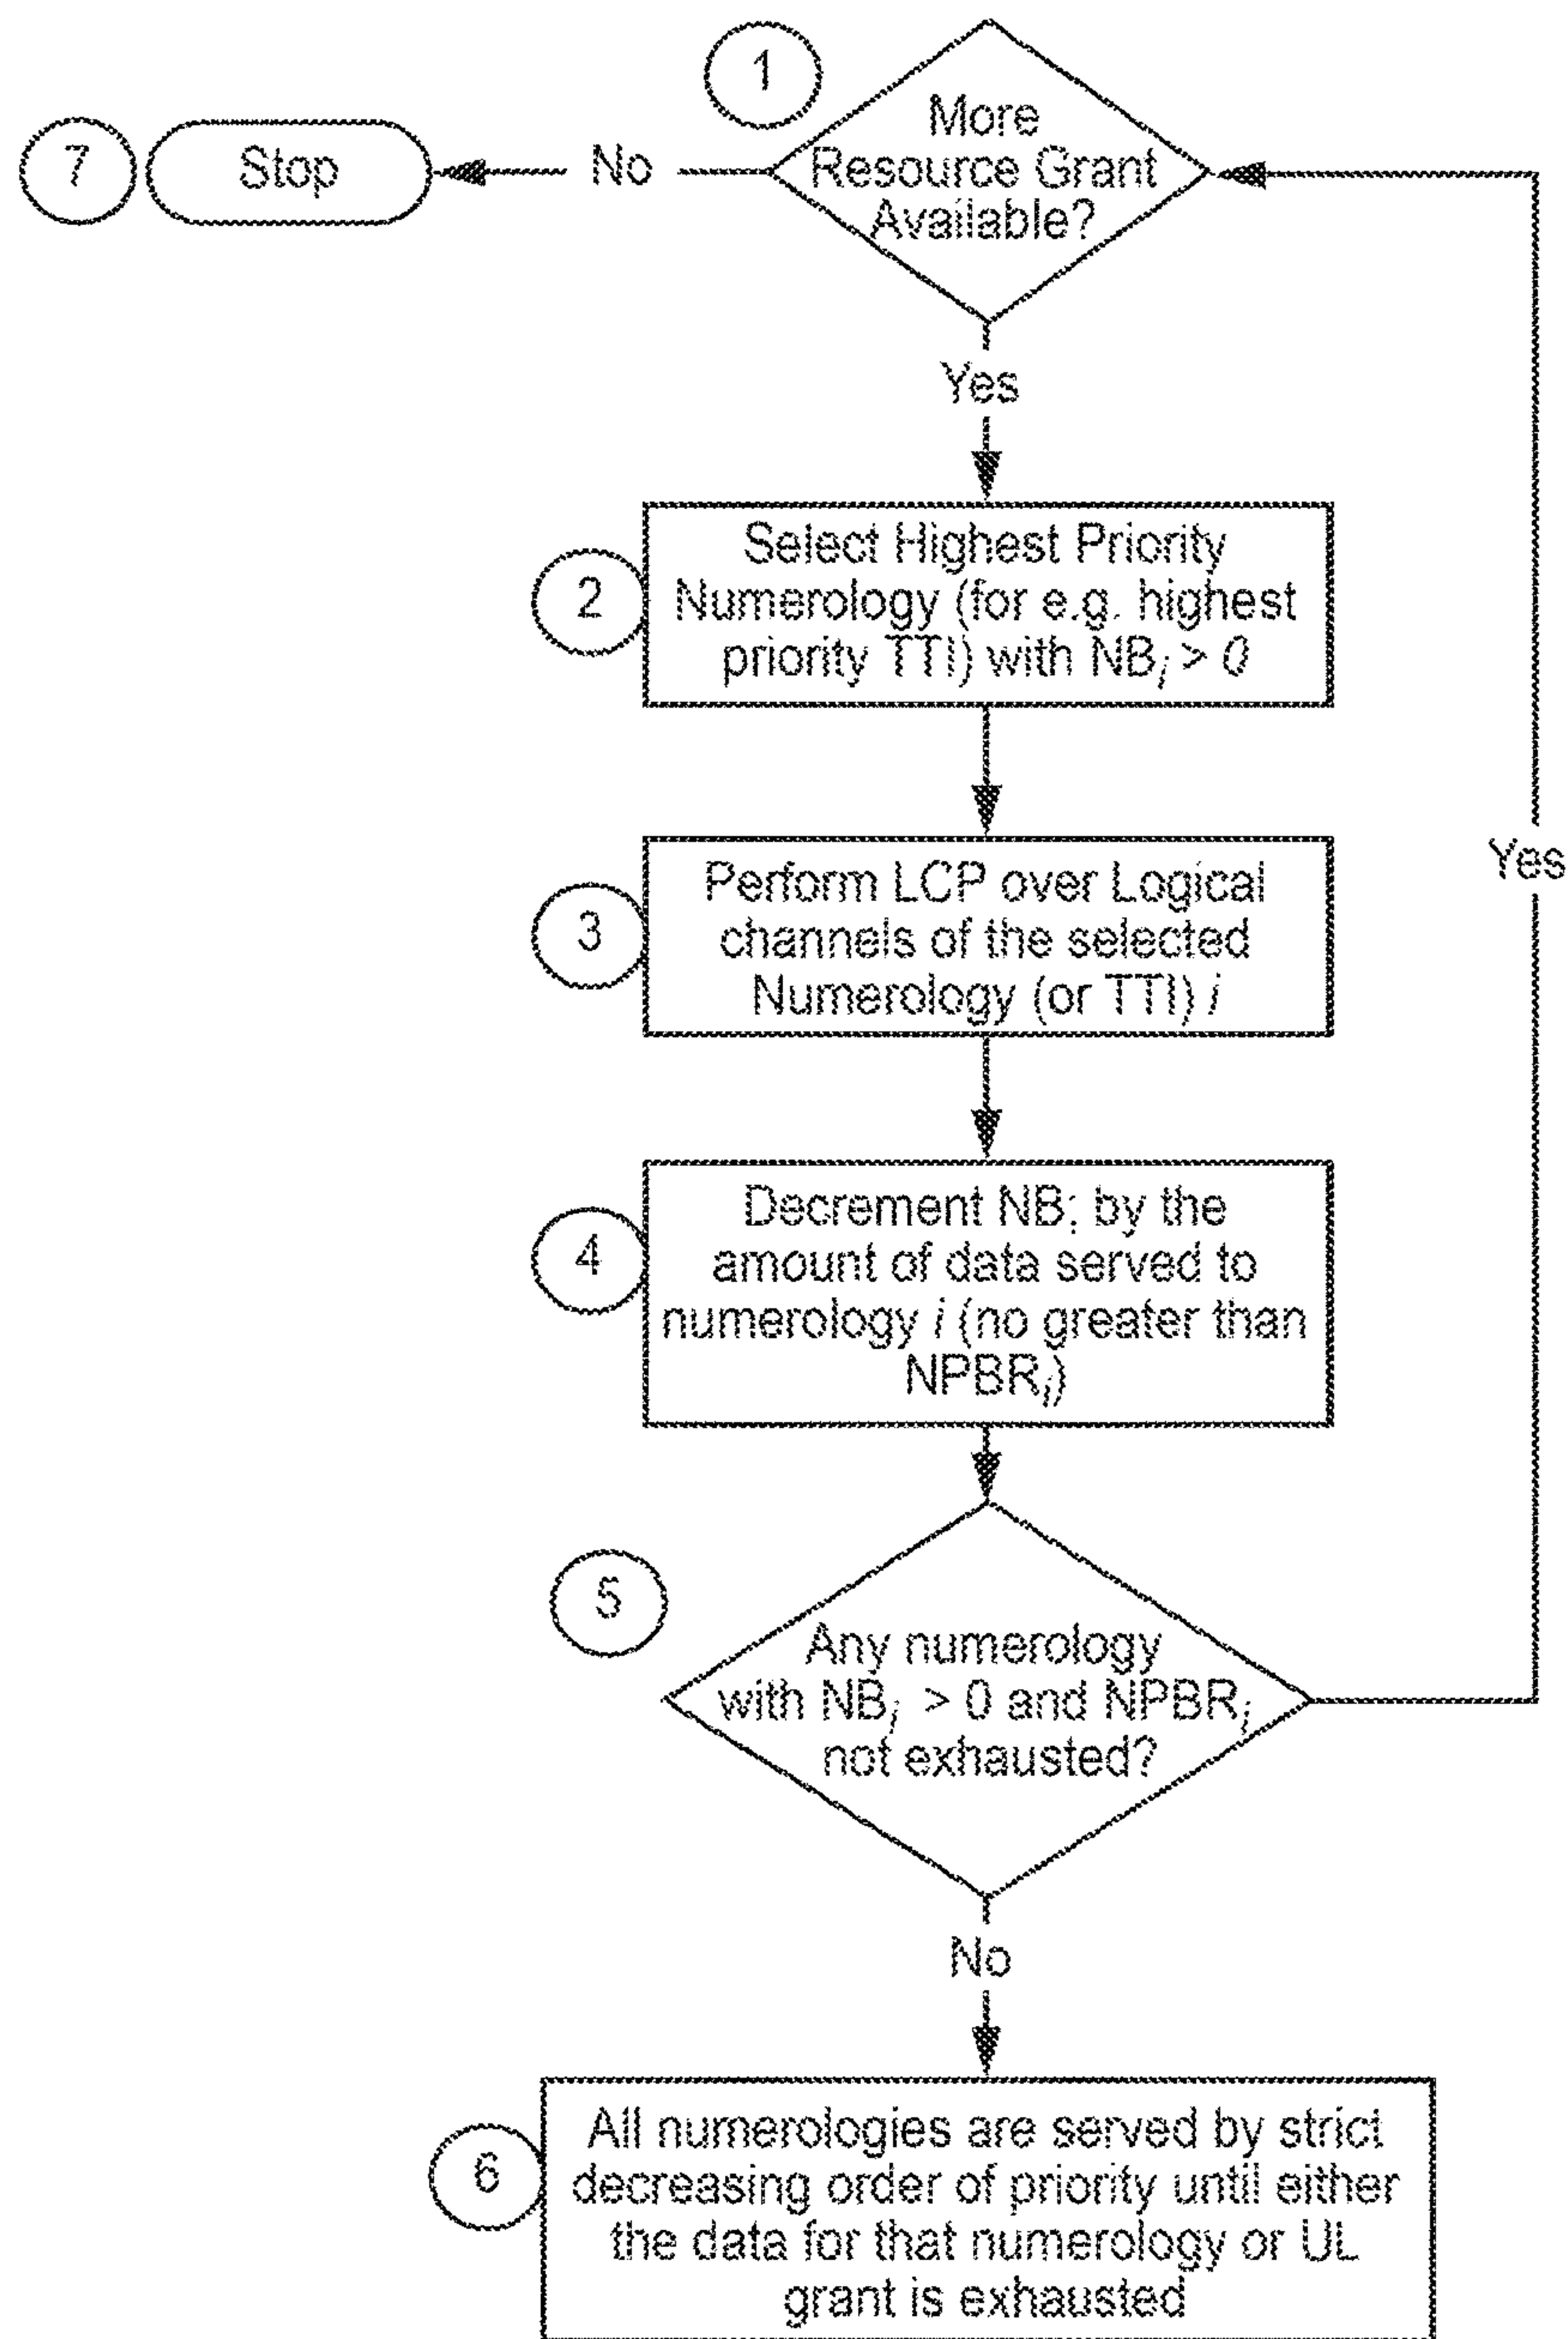 1
More
Resource Grant
Available?
7
Stop
No
Yes
2
Select Highest Priority
Numerology (for e.g. highest
priority TTI) with NBᵢ > 0
3
Perform LCP over Logical
channels of the selected
Numerology (or TTI) i
Yes
4
Decrement NBᵢ by the
amount of data served to
numerology i (no greater than
NPBRᵢ)
5
Any numerology
with NBᵢ > 0 and NPBRᵢ
not exhausted?
No
6
All numerologies are served by strict
decreasing order of priority until either
the data for that numerology or UL
grant is exhausted